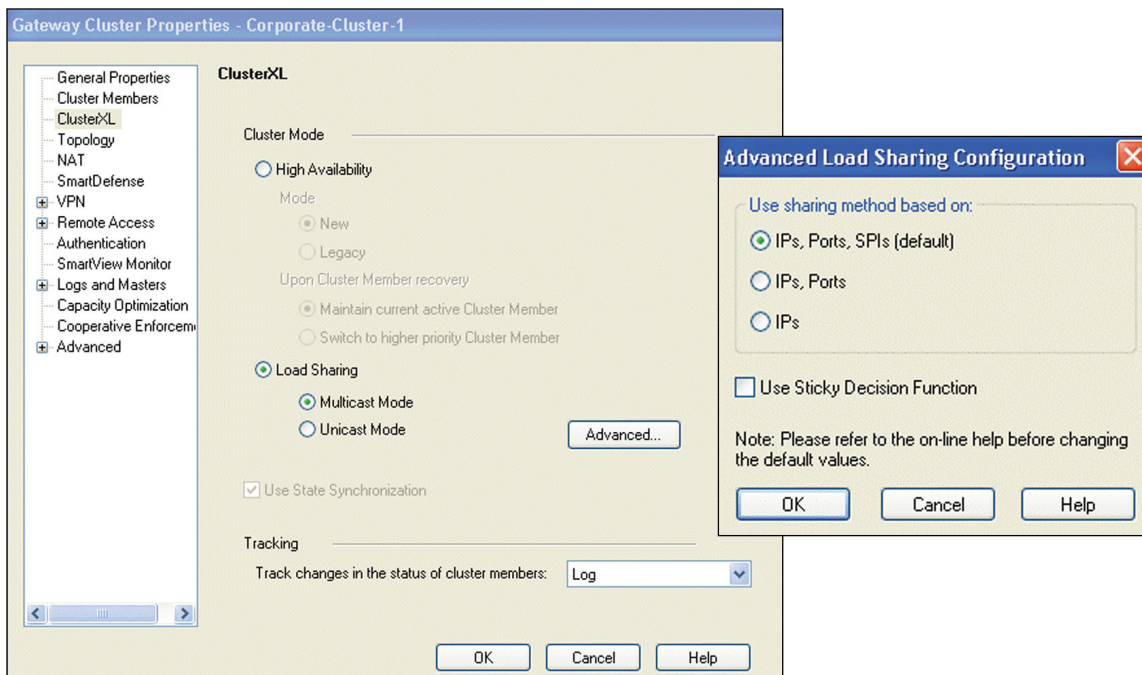 Gateway Cluster Properties - Corporate-Cluster-1
General Properties
Cluster Members
ClusterXL
Topology
NAT
SmartDefense
VPN
Remote Access
Authentication
SmartView Monitor
Logs and Masters
Capacity Optimization
Cooperative Enforcem
Advanced
ClusterXL
Cluster Mode
High Availability
Mode
New
Legacy
Upon Cluster Member recovery
Maintain current active Cluster Member
Switch to higher priority Cluster Member
Load Sharing
Multicast Mode
Unicast Mode
Advanced...
Use State Synchronization
Tracking
Track changes in the status of cluster members: Log
OK Cancel Help
Advanced Load Sharing Configuration
Use sharing method based on:
IPs, Ports, SPIs (default)
IPs, Ports
IPs
Use Sticky Decision Function
Note: Please refer to the on-line help before changing
the default values.
OK Cancel Help